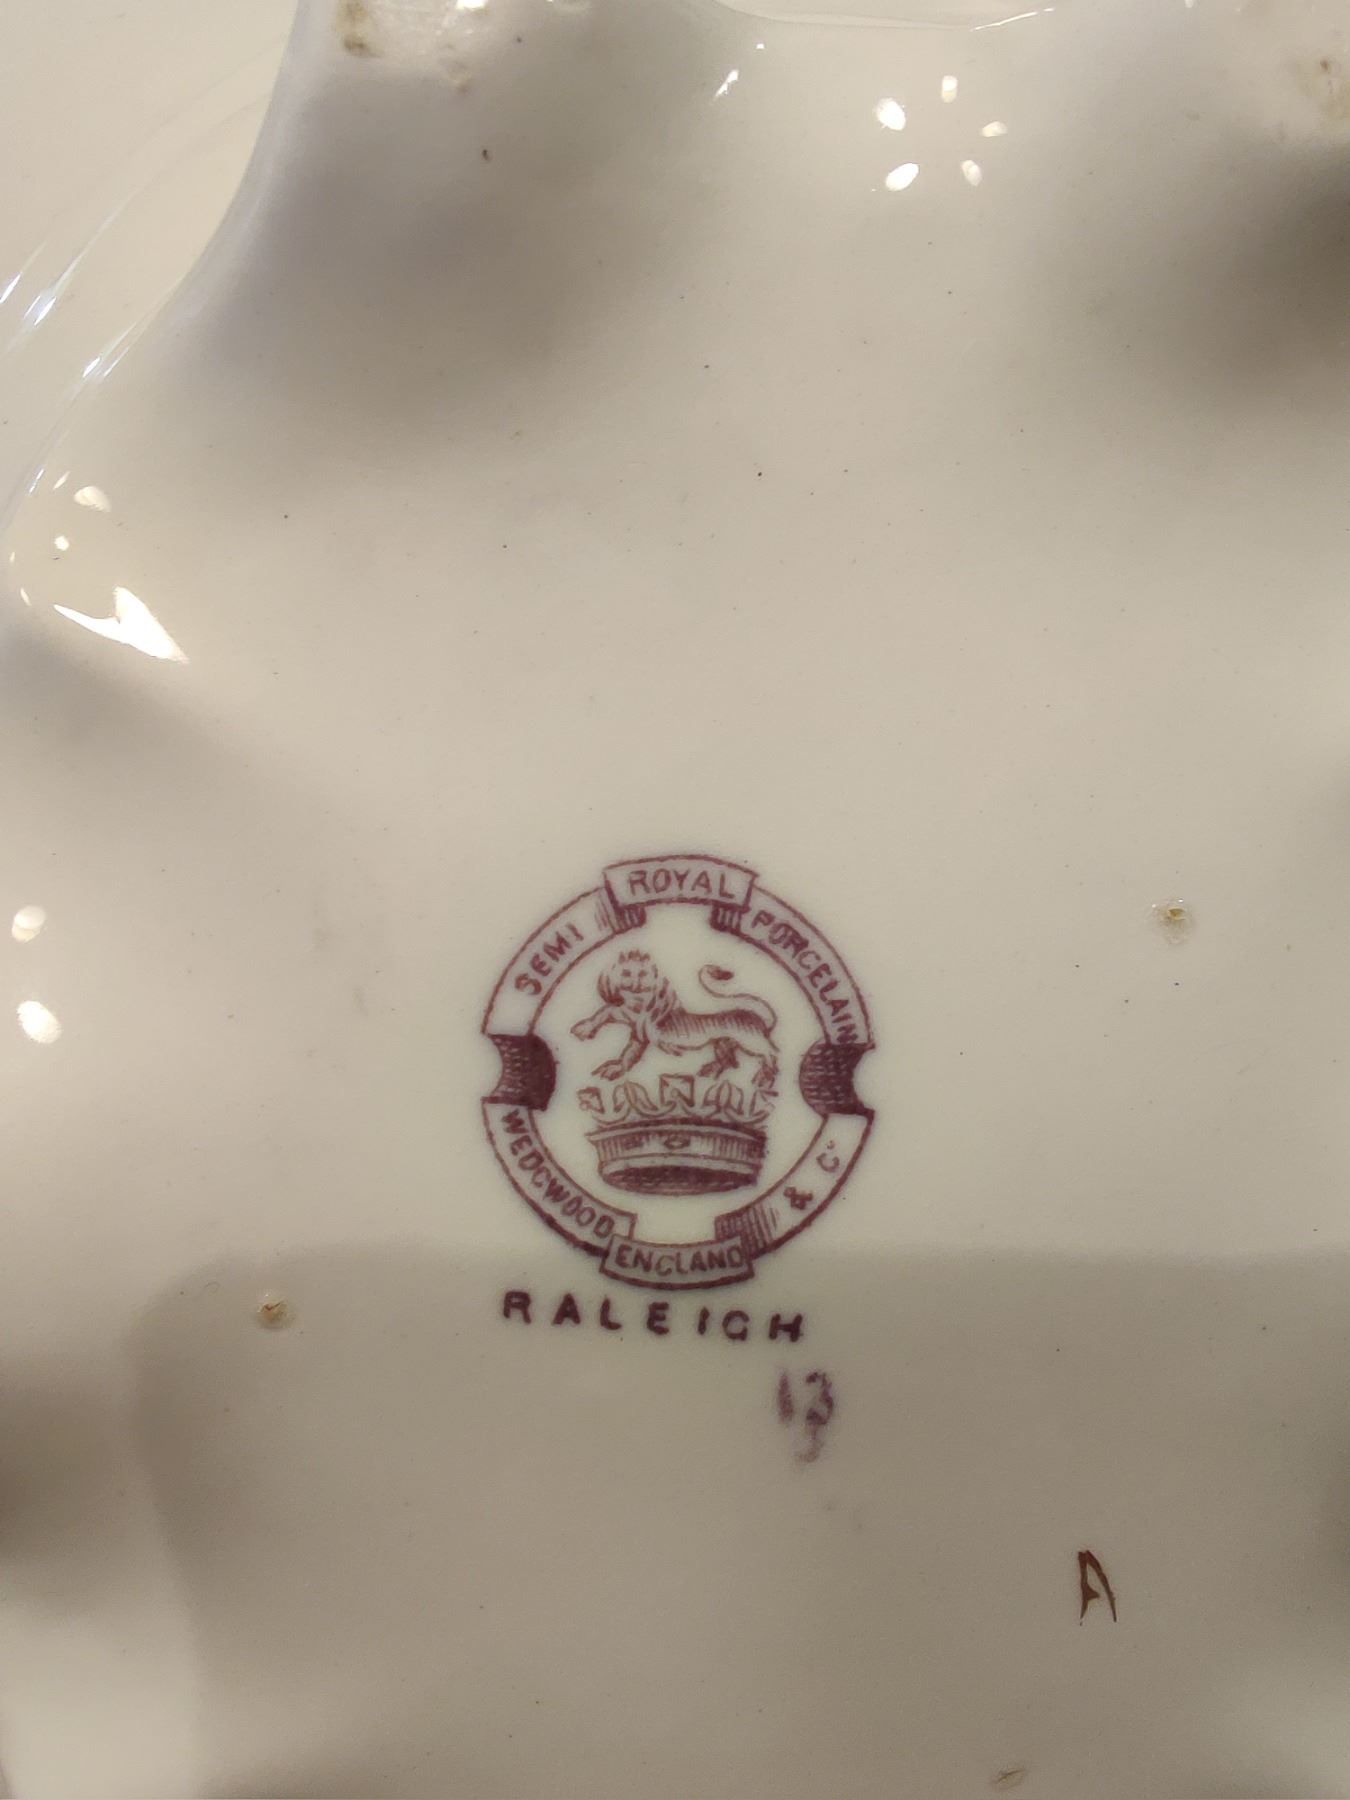 SEMI ROYAL PORCELAIN
WEDGWOOD ENGLAND & Co
RALEIGH
13
A